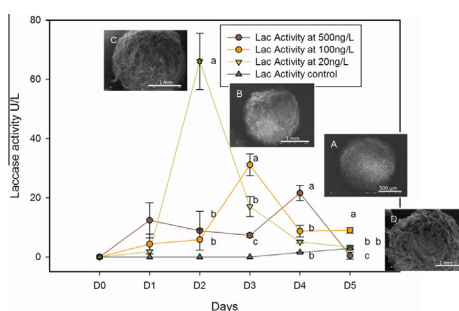 80
60
40
20
0
Laccase activity U/L
Lac Activity at 500ng/L
Lac Activity at 100ng/L
Lac Activity at 20ng/L
Lac Activity control
C
1 mm
a
B
1 mm
A
500 µm
D
1 mm
b
b
a
b
c
a
b
b
a
b b
c
D0 D1 D2 D3 D4 D5
Days